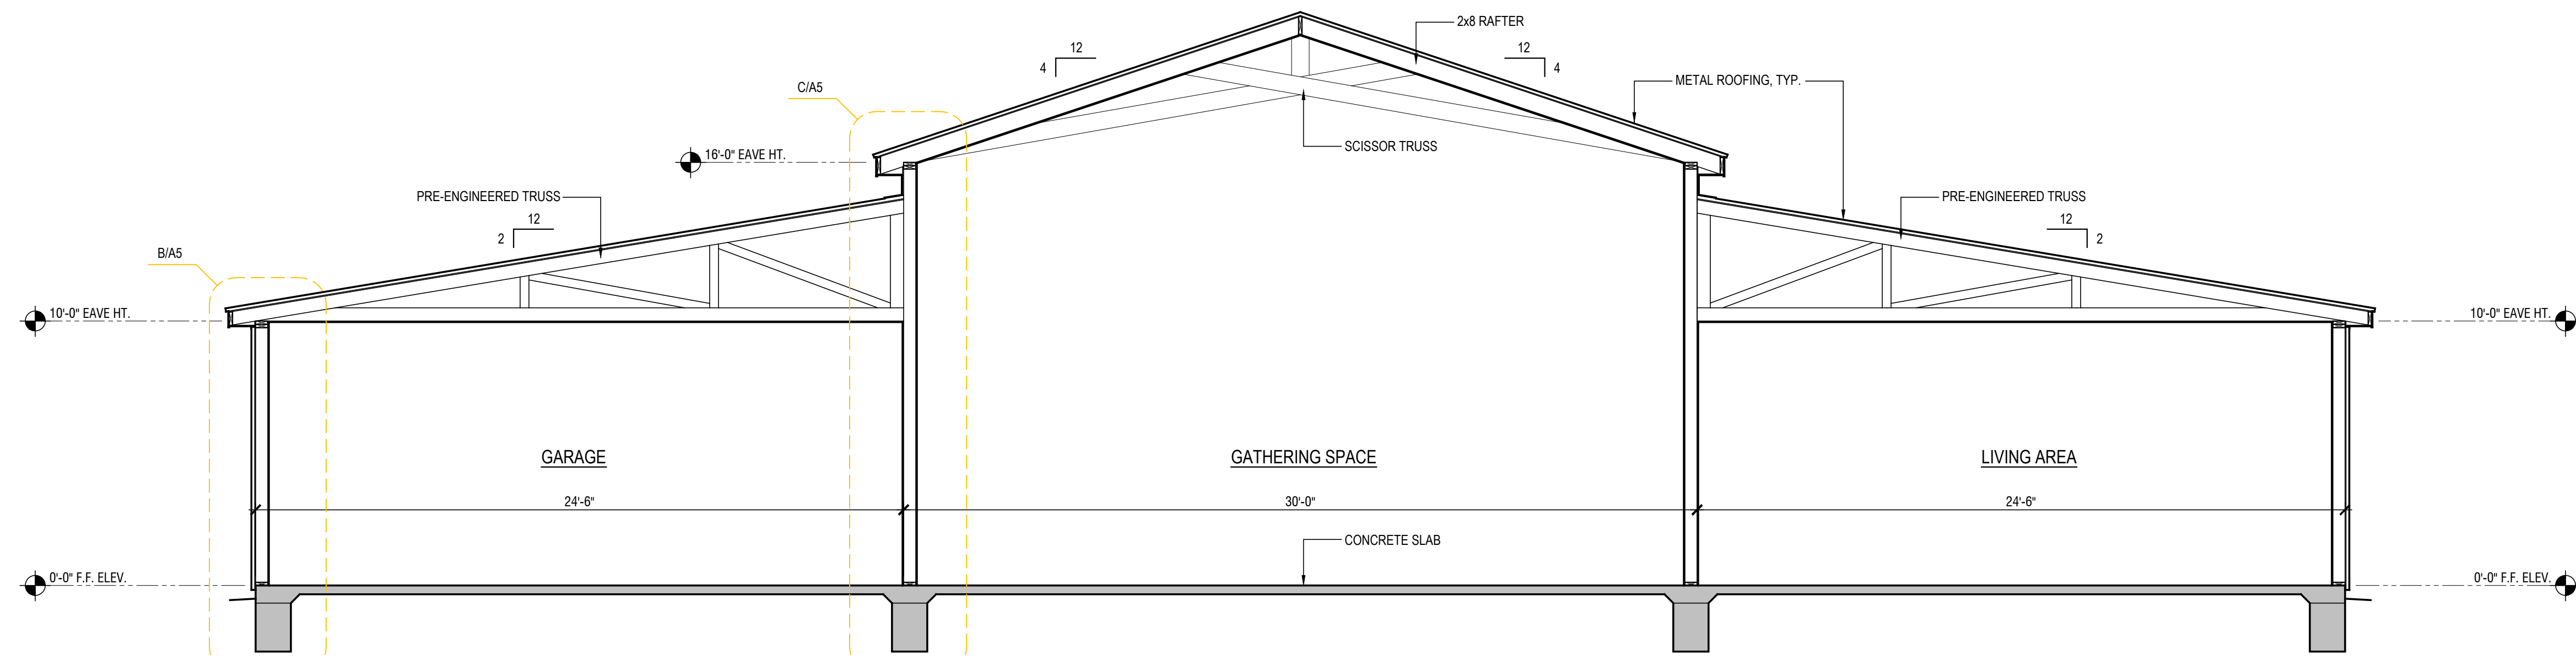 2x8 RAFTER
12
4
12
4
C/A5
METAL ROOFING, TYP.
16'-0" EAVE HT.
SCISSOR TRUSS
PRE-ENGINEERED TRUSS
12
2
PRE-ENGINEERED TRUSS
12
2
B/A5
10'-0" EAVE HT.
10'-0" EAVE HT.
GARAGE
GATHERING SPACE
LIVING AREA
24'-6"
30'-0"
24'-6"
CONCRETE SLAB
0'-0" F.F. ELEV.
0'-0" F.F. ELEV.